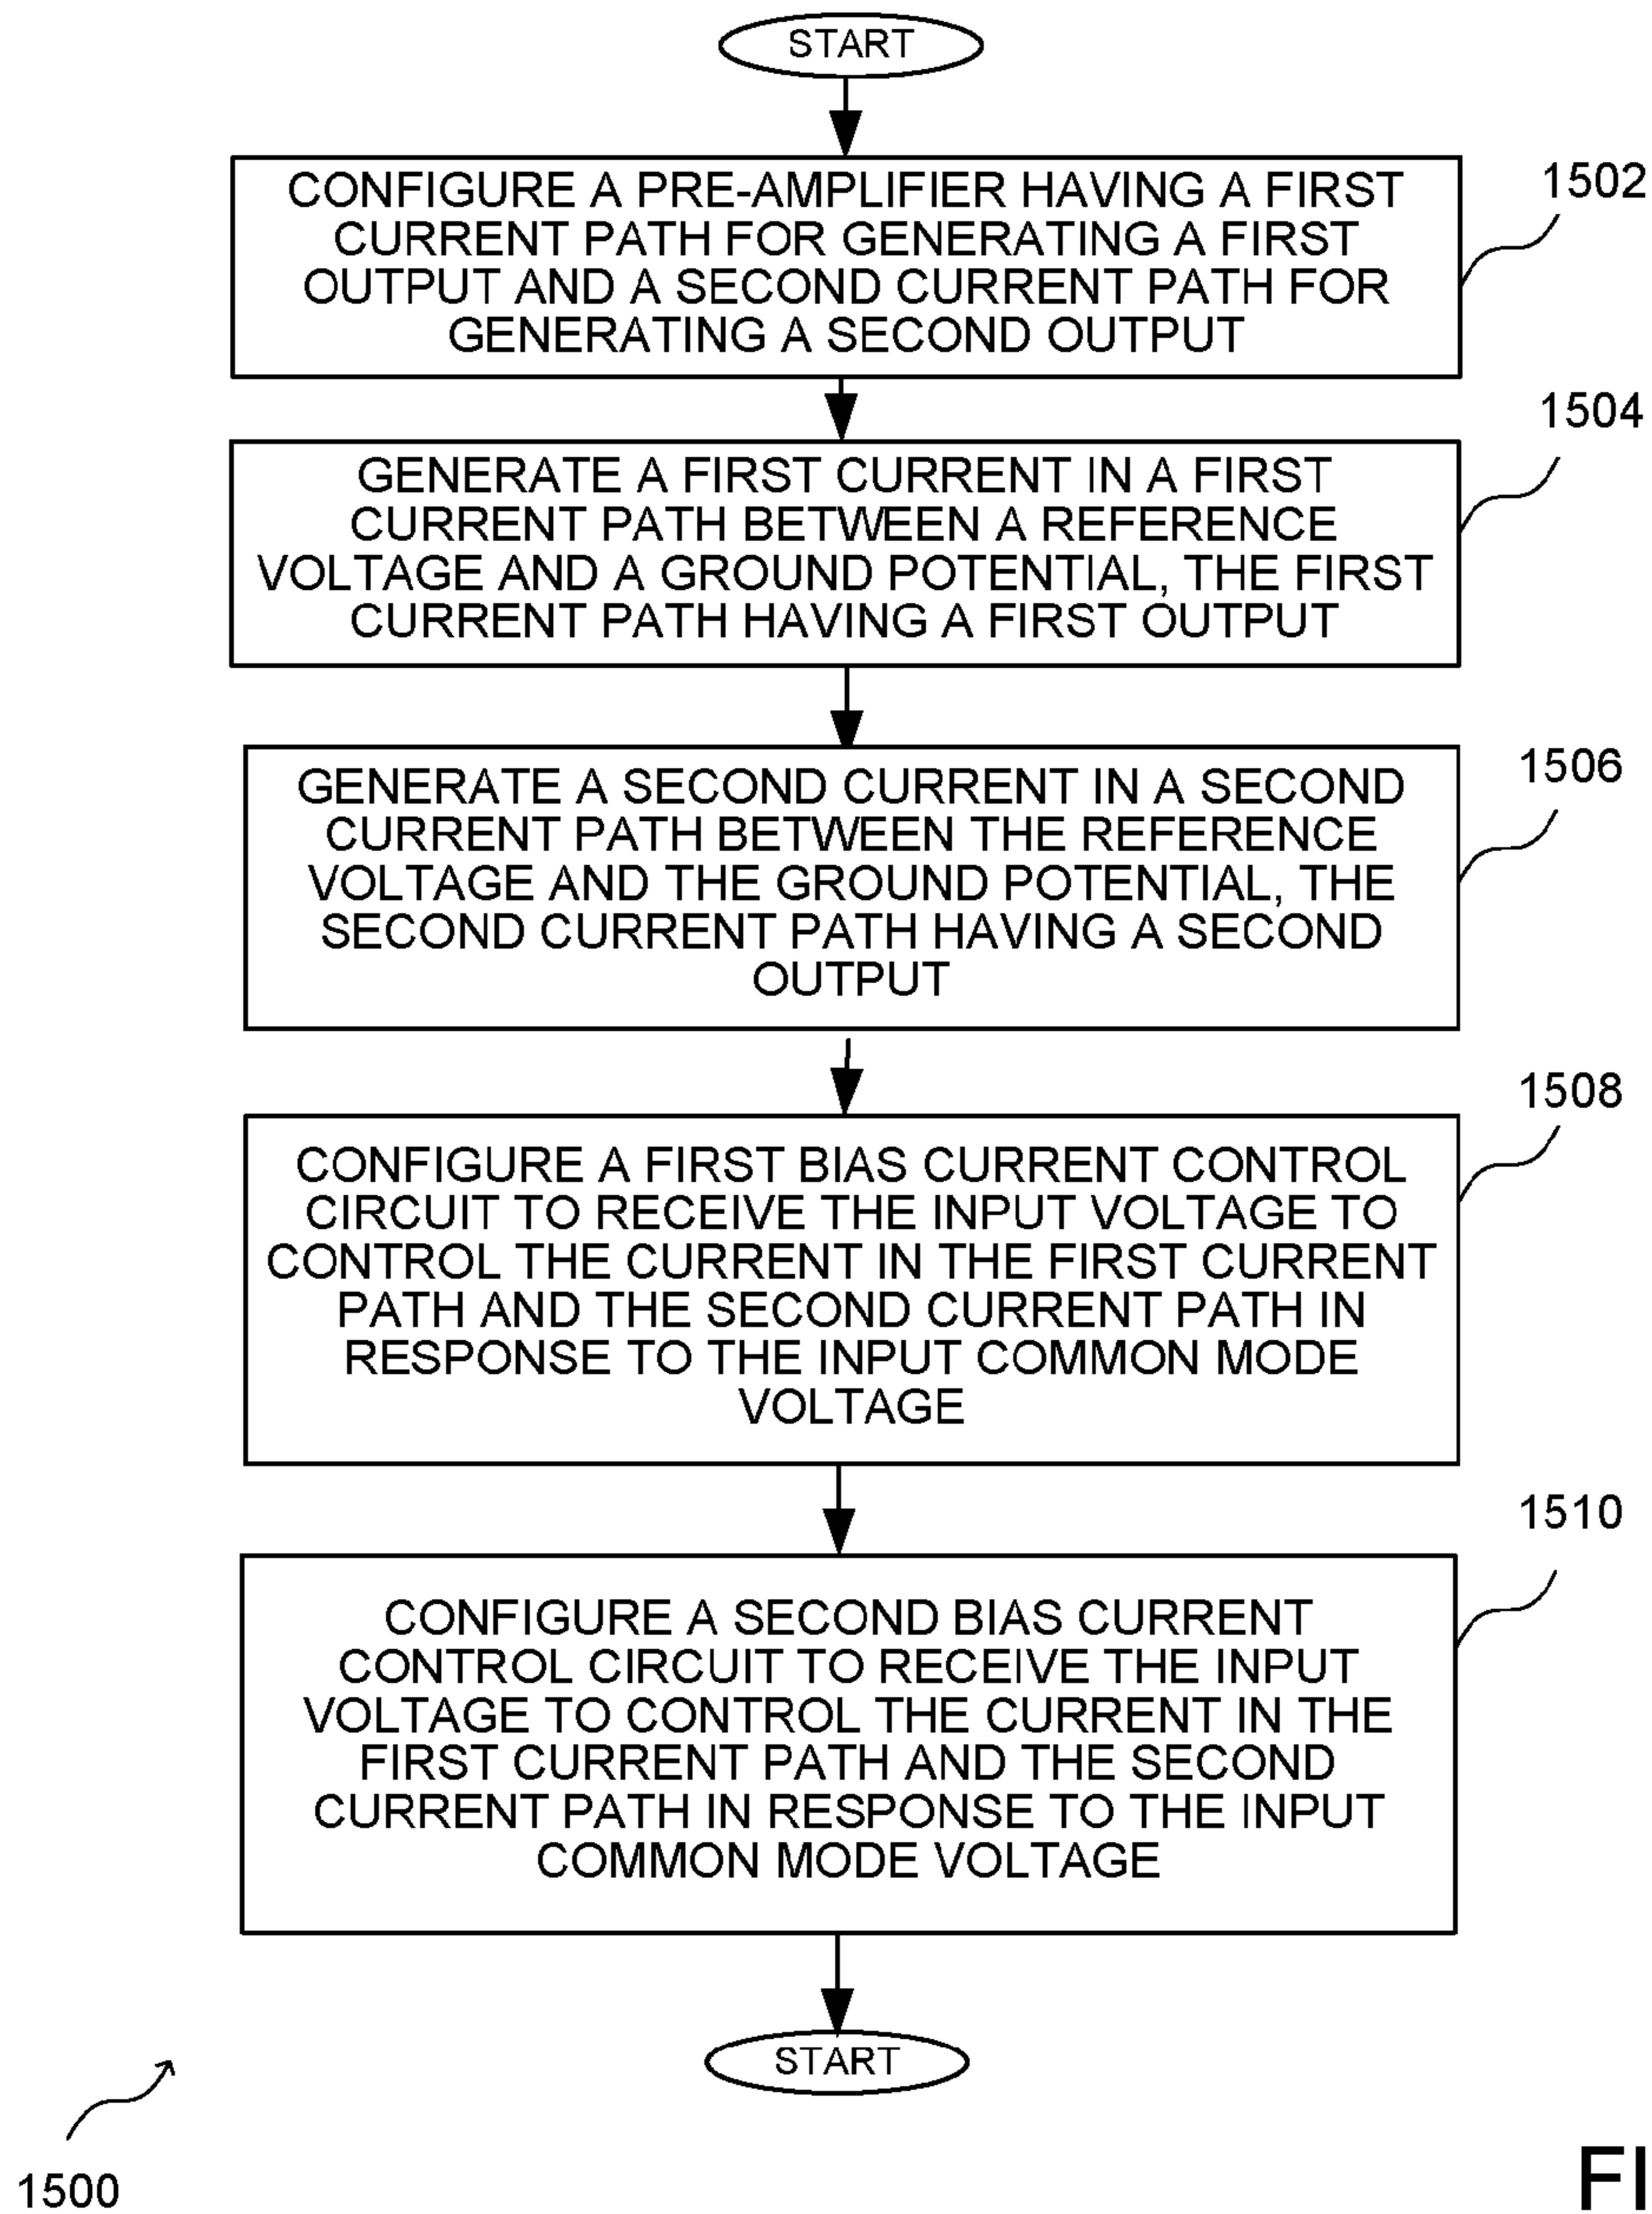 START
1502
CONFIGURE A PRE-AMPLIFIER HAVING A FIRST
CURRENT PATH FOR GENERATING A FIRST
OUTPUT AND A SECOND CURRENT PATH FOR
GENERATING A SECOND OUTPUT
1504
GENERATE A FIRST CURRENT IN A FIRST
CURRENT PATH BETWEEN A REFERENCE
VOLTAGE AND A GROUND POTENTIAL, THE FIRST
CURRENT PATH HAVING A FIRST OUTPUT
1506
GENERATE A SECOND CURRENT IN A SECOND
CURRENT PATH BETWEEN THE REFERENCE
VOLTAGE AND THE GROUND POTENTIAL, THE
SECOND CURRENT PATH HAVING A SECOND
OUTPUT
1508
CONFIGURE A FIRST BIAS CURRENT CONTROL
CIRCUIT TO RECEIVE THE INPUT VOLTAGE TO
CONTROL THE CURRENT IN THE FIRST CURRENT
PATH AND THE SECOND CURRENT PATH IN
RESPONSE TO THE INPUT COMMON MODE
VOLTAGE
1510
CONFIGURE A SECOND BIAS CURRENT
CONTROL CIRCUIT TO RECEIVE THE INPUT
VOLTAGE TO CONTROL THE CURRENT IN THE
FIRST CURRENT PATH AND THE SECOND
CURRENT PATH IN RESPONSE TO THE INPUT
COMMON MODE VOLTAGE
START
1500
FI